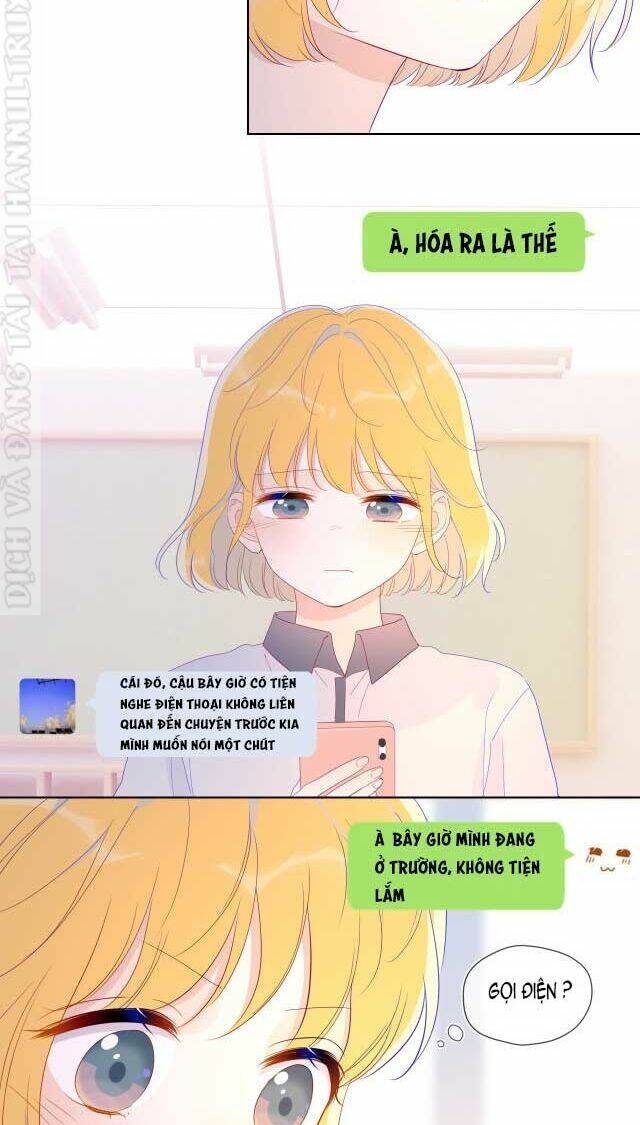 DỊCH VÀ ĐĂNG TẢI TẠI HANNULTRUY
À, HÓA RA LÀ THẾ
CÁI ĐÓ, CẬU BÂY GIỜ CÓ TIỆN
NGHE ĐIỆN THOẠI KHÔNG LIÊN
QUAN ĐẾN CHUYỆN TRƯỚC KIA
MÌNH MUỐN NÓI MỘT CHÚT
À BÂY GIỜ MÌNH ĐANG
Ở TRƯỜNG, KHÔNG TIỆN
LẮM
GỌI ĐIỆN ?